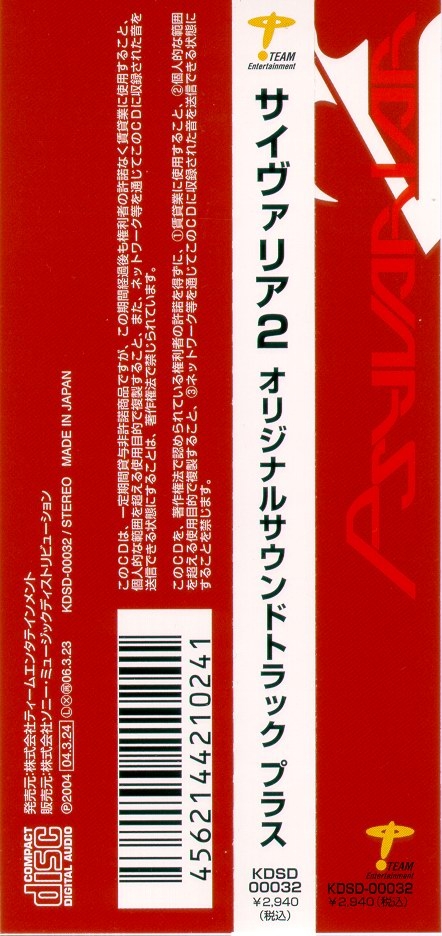 TEAM
Entertainment
サイヴァリア2 オリジナルサウンドトラック プラス
KDSD
00032
¥2,940
(税込)
TEAM
Entertainment
KDSD-00032
¥2,940(税込)
このCDは、一定期間貸与非許諾商品ですが、この期間経過後も権利者の許諾なく賃貸業に使用すること、
個人的な範囲を超える使用目的で複製すること、また、ネットワーク等を通じてこのCDに収録された音を
送信できる状態にすることは、著作権法で禁じられています。
このCDを、著作権法で認められている権利者の許諾を得ずに、①賃貸業に使用すること、②個人的な範囲
を超える使用目的で複製すること、③ネットワーク等を通じてこのCDに収録された音を送信できる状態に
することを禁じます。
4562144210241
発売元:株式会社ティームエンタテインメント
販売元:株式会社ソニー・ミュージックディストリビューション
℗2004 04.3.24 Ⓛ Ⓧ 06.3.23 KDSD-00032 / STEREO MADE IN JAPAN
COMPACT
disc
DIGITAL AUDIO